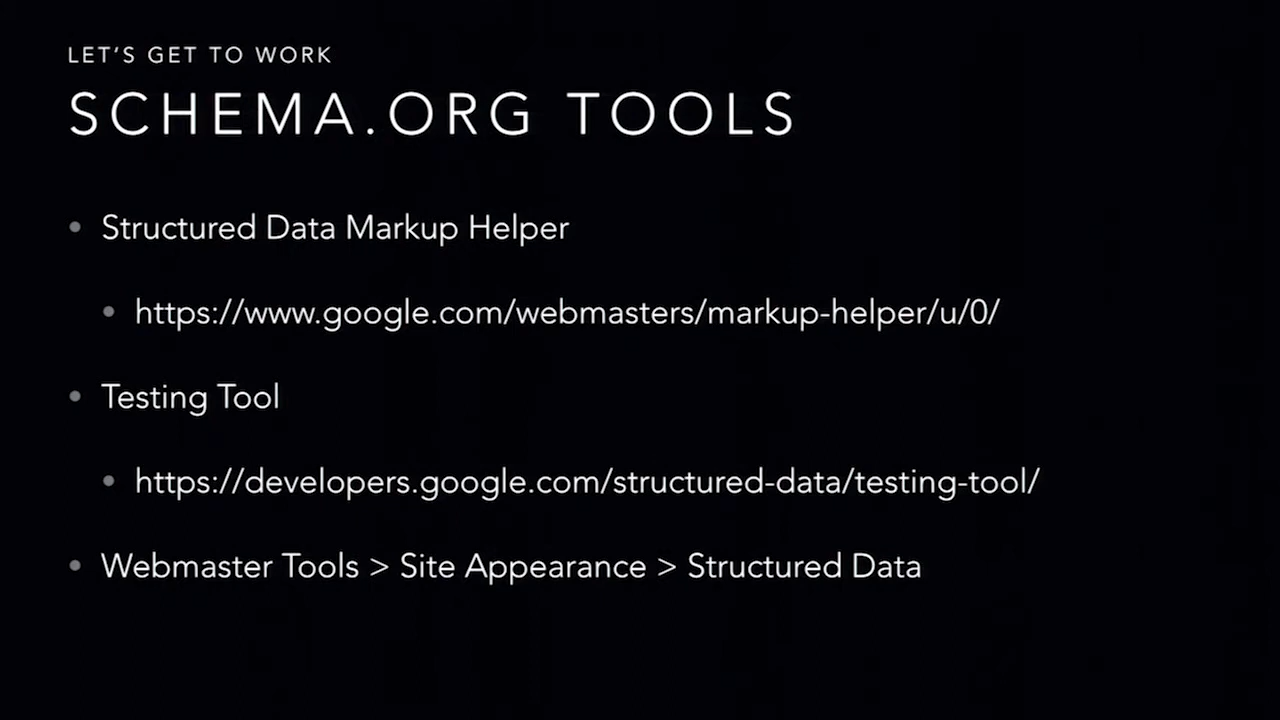 LET'S GET TO WORK
SCHEMA.ORG TOOLS
• Structured Data Markup Helper
• https://www.google.com/webmasters/markup-helper/u/0/
• Testing Tool
• https://developers.google.com/structured-data/testing-tool/
• Webmaster Tools > Site Appearance > Structured Data